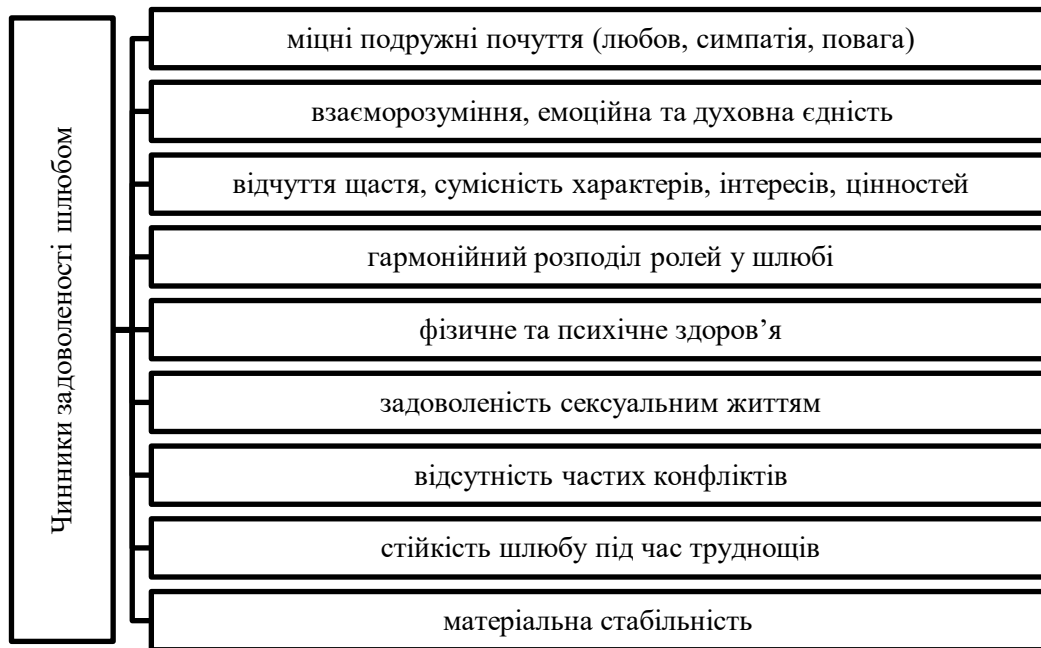 Чинники задоволеності шлюбом
міцні подружні почуття (любов, симпатія, повага)
взаєморозуміння, емоційна та духовна єдність
відчуття щастя, сумісність характерів, інтересів, цінностей
гармонійний розподіл ролей у шлюбі
фізичне та психічне здоров’я
задоволеність сексуальним життям
відсутність частих конфліктів
стійкість шлюбу під час труднощів
матеріальна стабільність